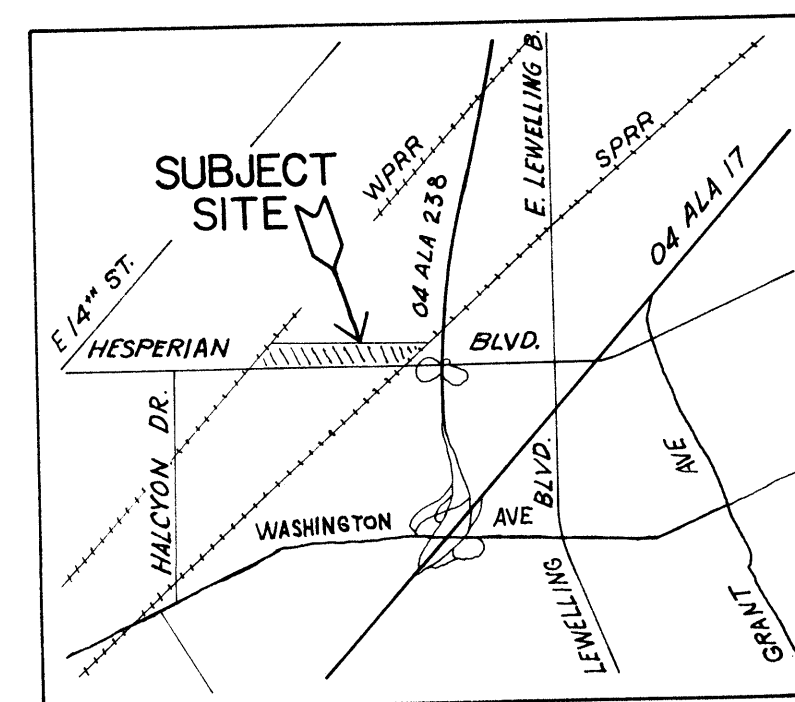 SUBJECT
SITE
WPRR
04 ALA 238
E. LEWELLING B.
SPRR
04 ALA 17
E 14TH ST.
HESPERIAN
BLVD.
HALCYON DR.
WASHINGTON
AVE
BLVD.
LEWELLING
AVE
GRANT